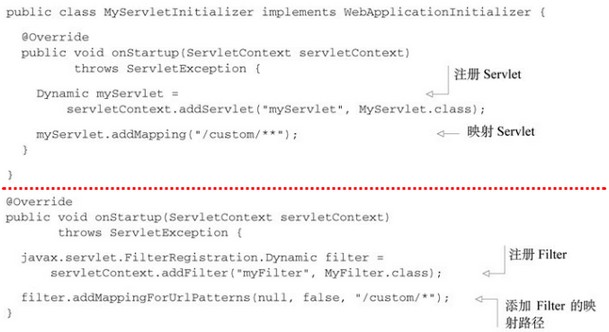 public class MyServletInitializer implements WebApplicationInitializer {
@Override
public void onStartup(ServletContext servletContext)
throws ServletException {
注册 Servlet
Dynamic myServlet =
servletContext.addServlet("myServlet", MyServlet.class);
myServlet.addMapping("/custom/**");
映射 Servlet
}
}
@Override
public void onStartup(ServletContext servletContext)
throws ServletException {
注册 Filter
javax.servlet.FilterRegistration.Dynamic filter =
servletContext.addFilter("myFilter", MyFilter.class);
filter.addMappingForUrlPatterns(null, false, "/custom/*");
添加 Filter 的映
射路径
}